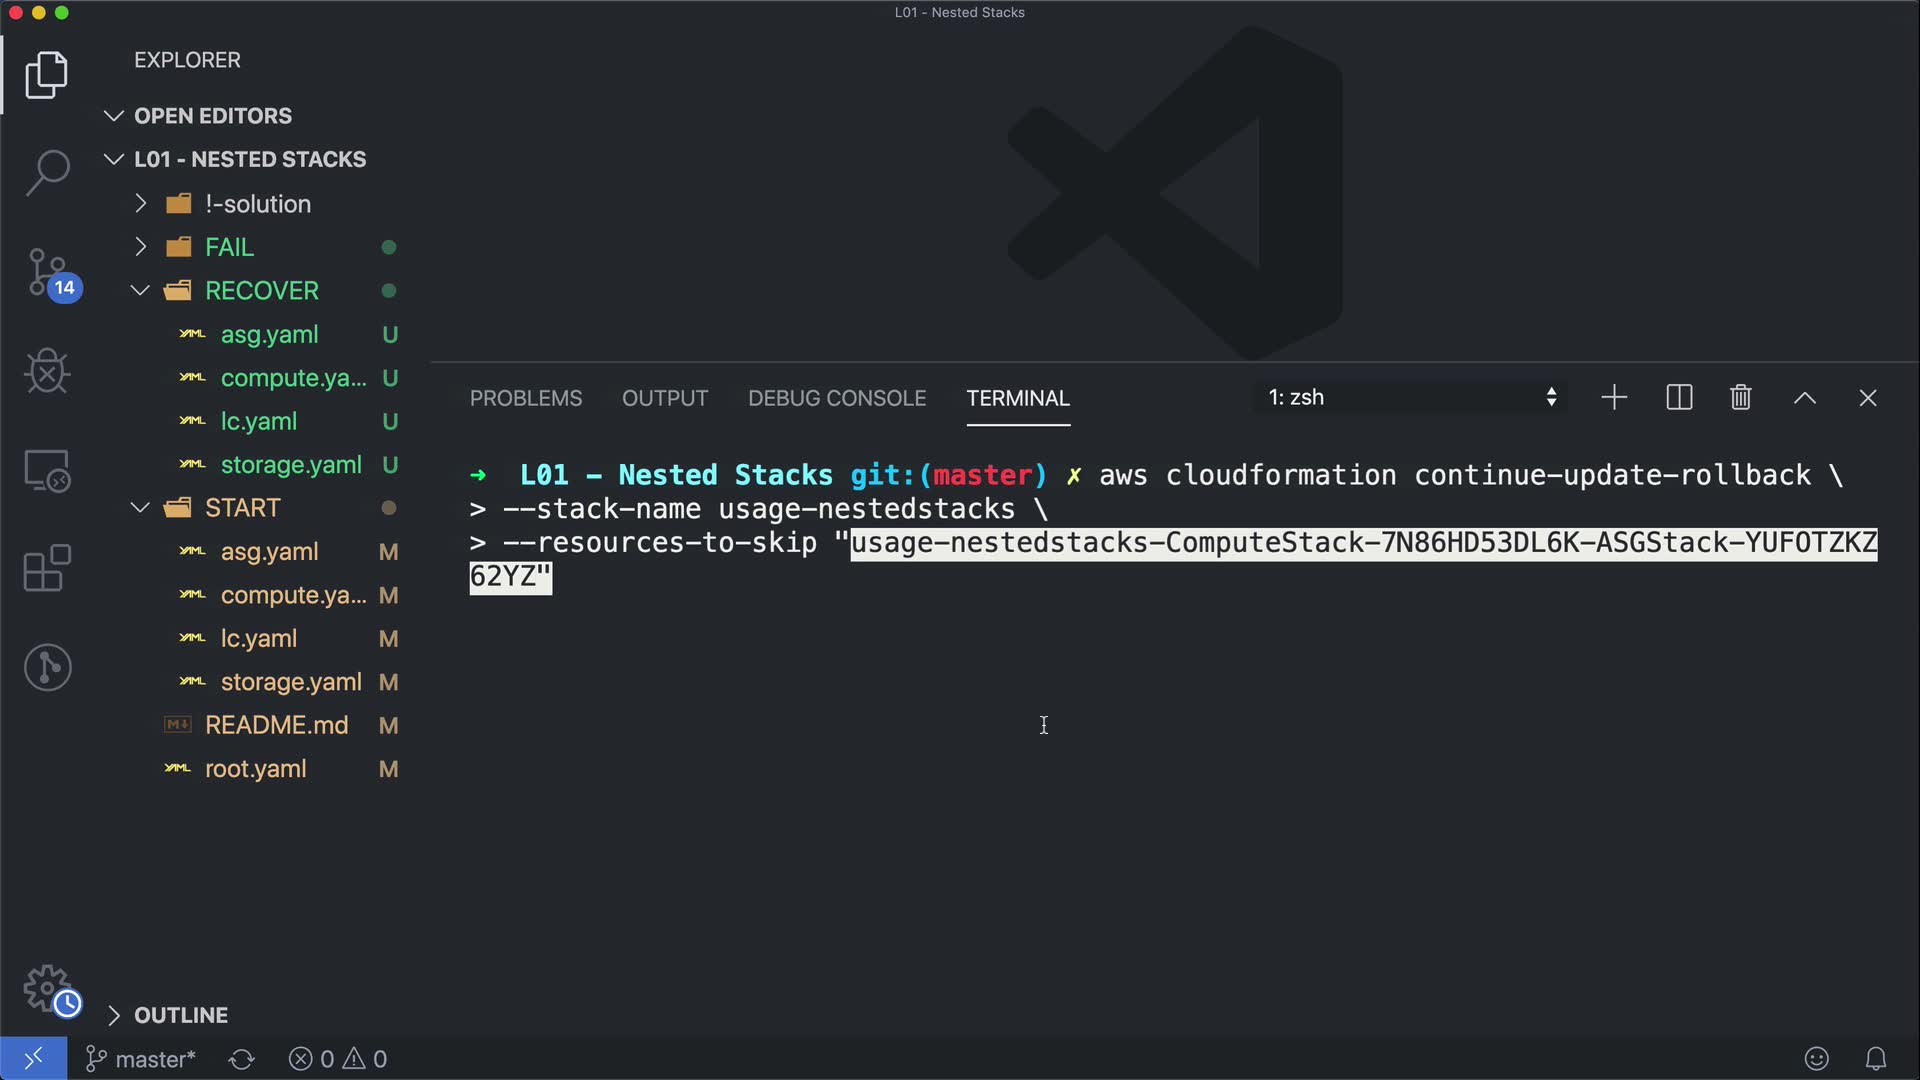 L01 - Nested Stacks
EXPLORER
OPEN EDITORS
L01 - NESTED STACKS
!-solution
FAIL
RECOVER
asg.yaml U
compute.ya... U
lc.yaml U
storage.yaml U
START
asg.yaml M
compute.ya... M
lc.yaml M
storage.yaml M
README.md M
root.yaml M
OUTLINE
14
PROBLEMS OUTPUT DEBUG CONSOLE TERMINAL 1: zsh
➜ L01 - Nested Stacks git:(master) ✗ aws cloudformation continue-update-rollback \
> --stack-name usage-nestedstacks \
> --resources-to-skip "usage-nestedstacks-ComputeStack-7N86HD53DL6K-ASGStack-YUFOTZKZ
62YZ"
master* 0 0